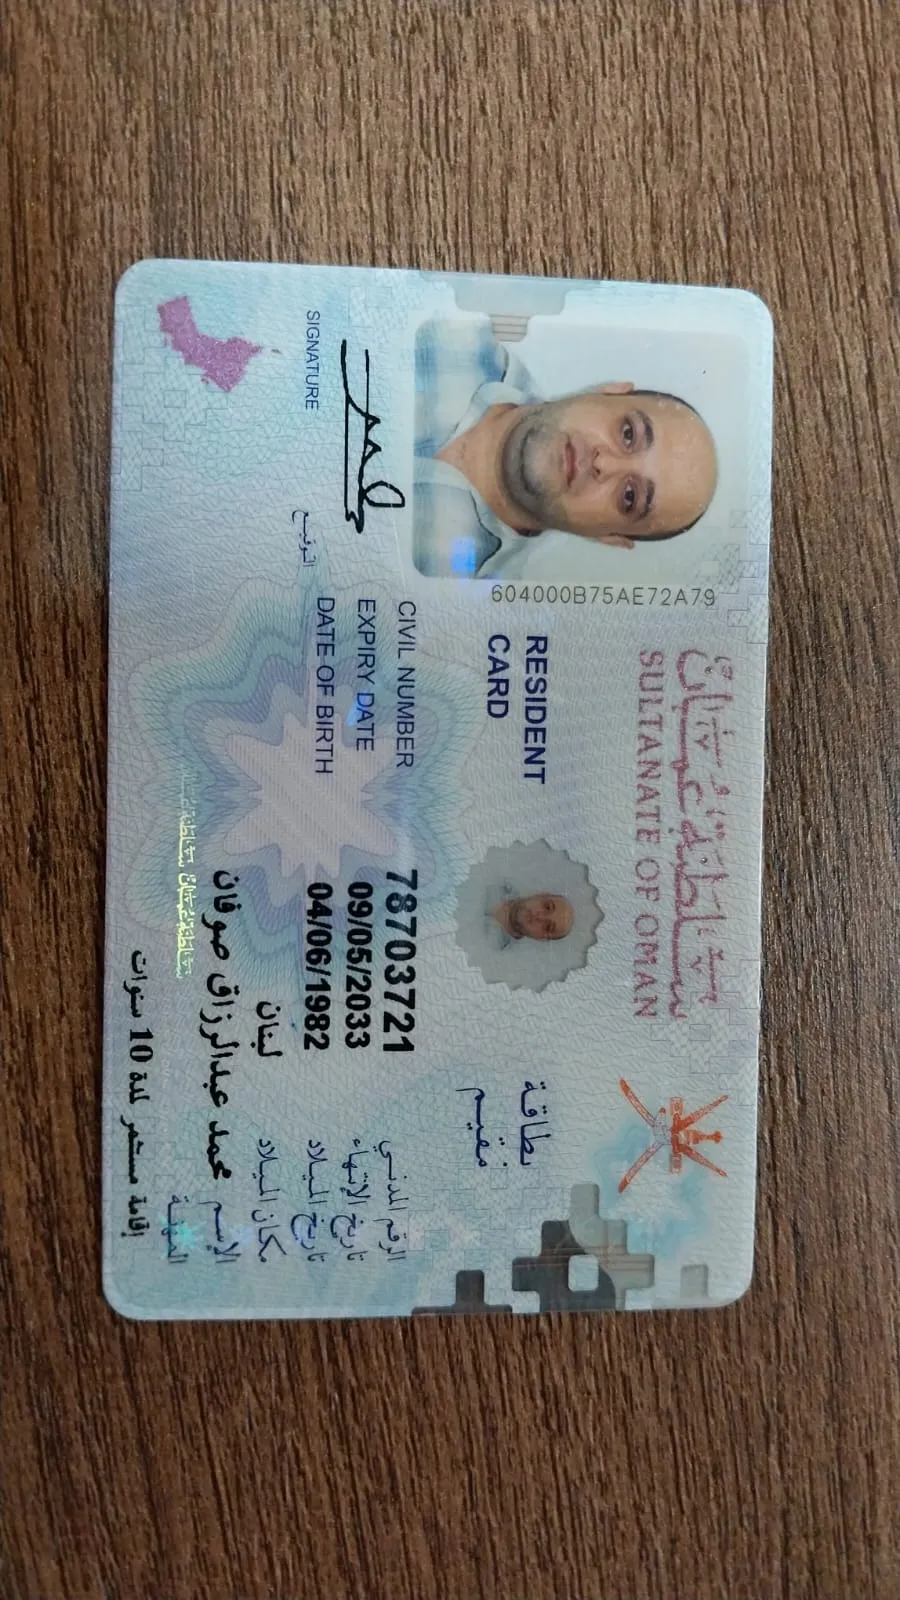 سلطنة عُمان
SULTANATE OF OMAN
RESIDENT CARD
بطاقة مقيم
604000B75AE72A79
CIVIL NUMBER 78703721 الرقم المدني
EXPIRY DATE 09/05/2033 تاريخ الإنتهاء
DATE OF BIRTH 04/06/1982 تاريخ الميلاد
لبنان مكان الميلاد
SIGNATURE التوقيع
محمد عبدالرزاق صوفان الإسم
سلطنة عمان سلطنة عمان
المهنة
إقامة مستمر لمدة 10 سنوات